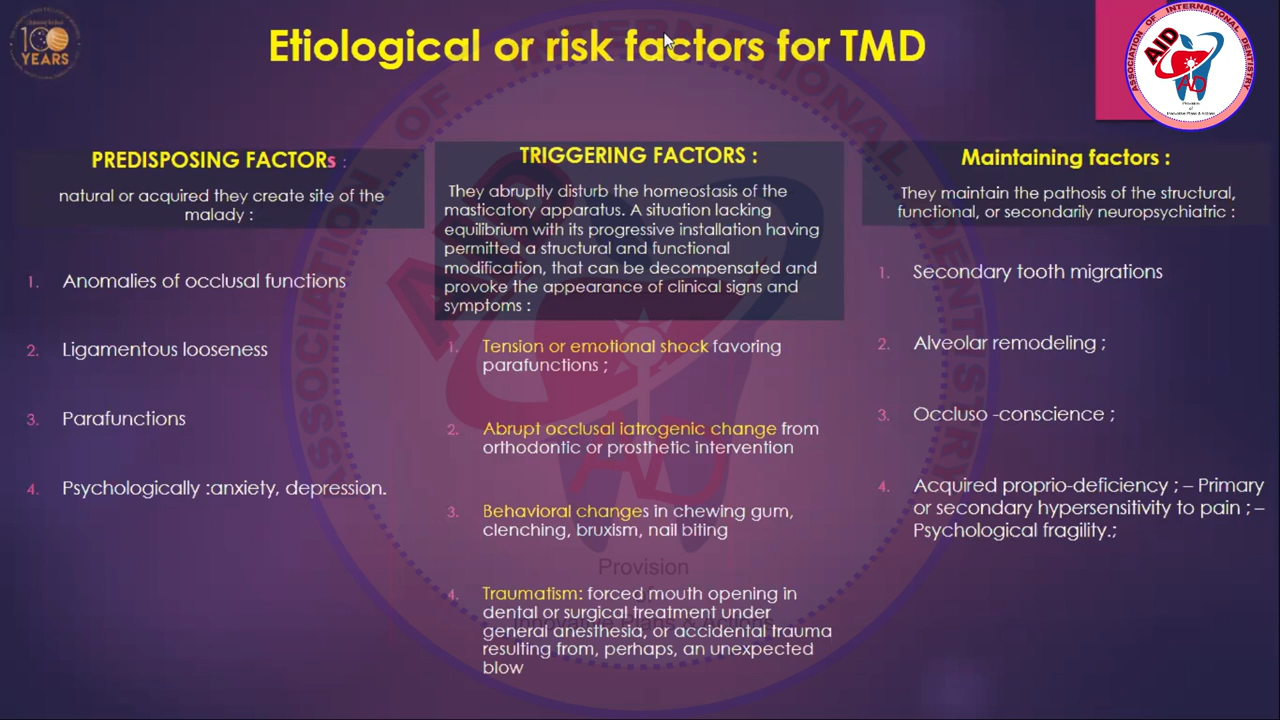 100
YEARS
Etiological or risk factors for TMD
ASSOCIATION OF INTERNATIONAL DENTISTRY
AID
PREDISPOSING FACTORs :
natural or acquired they create site of the
malady :
1. Anomalies of occlusal functions
2. Ligamentous looseness
3. Parafunctions
4. Psychologically :anxiety, depression.
TRIGGERING FACTORS :
They abruptly disturb the homeostasis of the
masticatory apparatus. A situation lacking
equilibrium with its progressive installation having
permitted a structural and functional
modification, that can be decompensated and
provoke the appearance of clinical signs and
symptoms :
1. Tension or emotional shock favoring
parafunctions ;
2. Abrupt occlusal iatrogenic change from
orthodontic or prosthetic intervention
3. Behavioral changes in chewing gum,
clenching, bruxism, nail biting
4. Traumatism: forced mouth opening in
dental or surgical treatment under
general anesthesia, or accidental trauma
resulting from, perhaps, an unexpected
blow
Maintaining factors :
They maintain the pathosis of the structural,
functional, or secondarily neuropsychiatric :
1. Secondary tooth migrations
2. Alveolar remodeling ;
3. Occluso -conscience ;
4. Acquired proprio-deficiency ; – Primary
or secondary hypersensitivity to pain ; –
Psychological fragility.;
ASSOCIATION OF INTERNATIONAL DENTISTRY
Provision